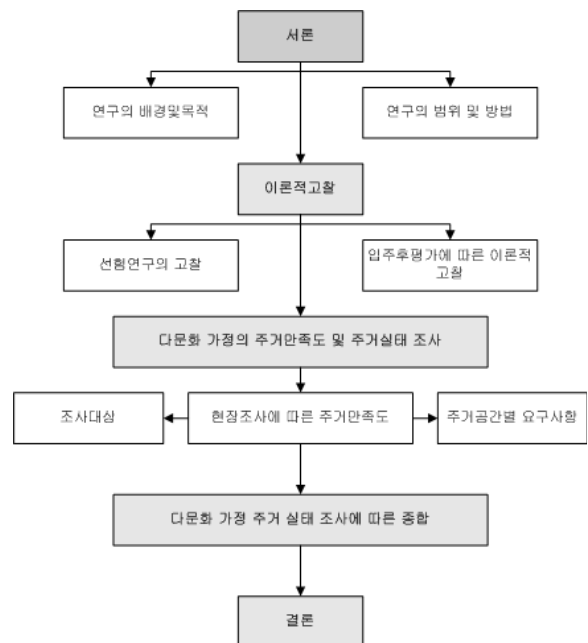 서론
연구의 배경및목적
연구의 범위 및 방법
이론적고찰
선험연구의 고찰
입주후평가에 따른 이론적
고찰
다문화 가정의 주거만족도 및 주거실태 조사
조사대상
현장조사에 따른 주거만족도
주거공간별 요구사항
다문화 가정 주거 실태 조사에 따른 종합
결론